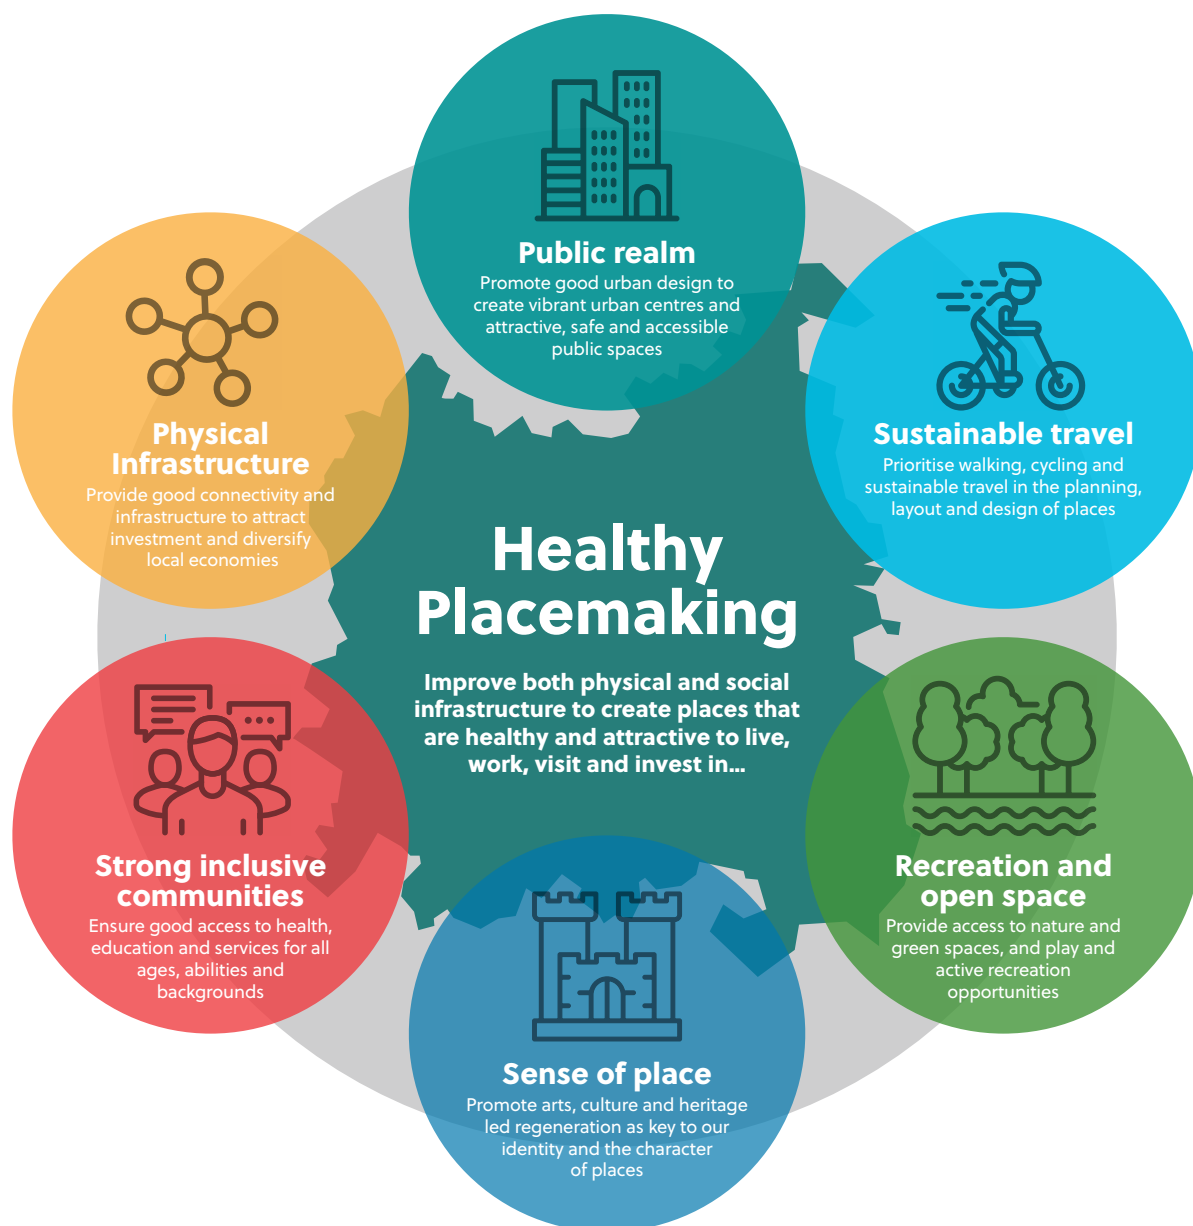 Public realm
Promote good urban design to
create vibrant urban centres and
attractive, safe and accessible
public spaces
Physical
Infrastructure
Provide good connectivity and
infrastructure to attract
investment and diversify
local economies
Sustainable travel
Prioritise walking, cycling and
sustainable travel in the planning,
layout and design of places
Healthy
Placemaking
Improve both physical and social
infrastructure to create places that
are healthy and attractive to live,
work, visit and invest in...
Strong inclusive
communities
Ensure good access to health,
education and services for all
ages, abilities and
backgrounds
Recreation and
open space
Provide access to nature and
green spaces, and play and
active recreation
opportunities
Sense of place
Promote arts, culture and heritage
led regeneration as key to our
identity and the character
of places